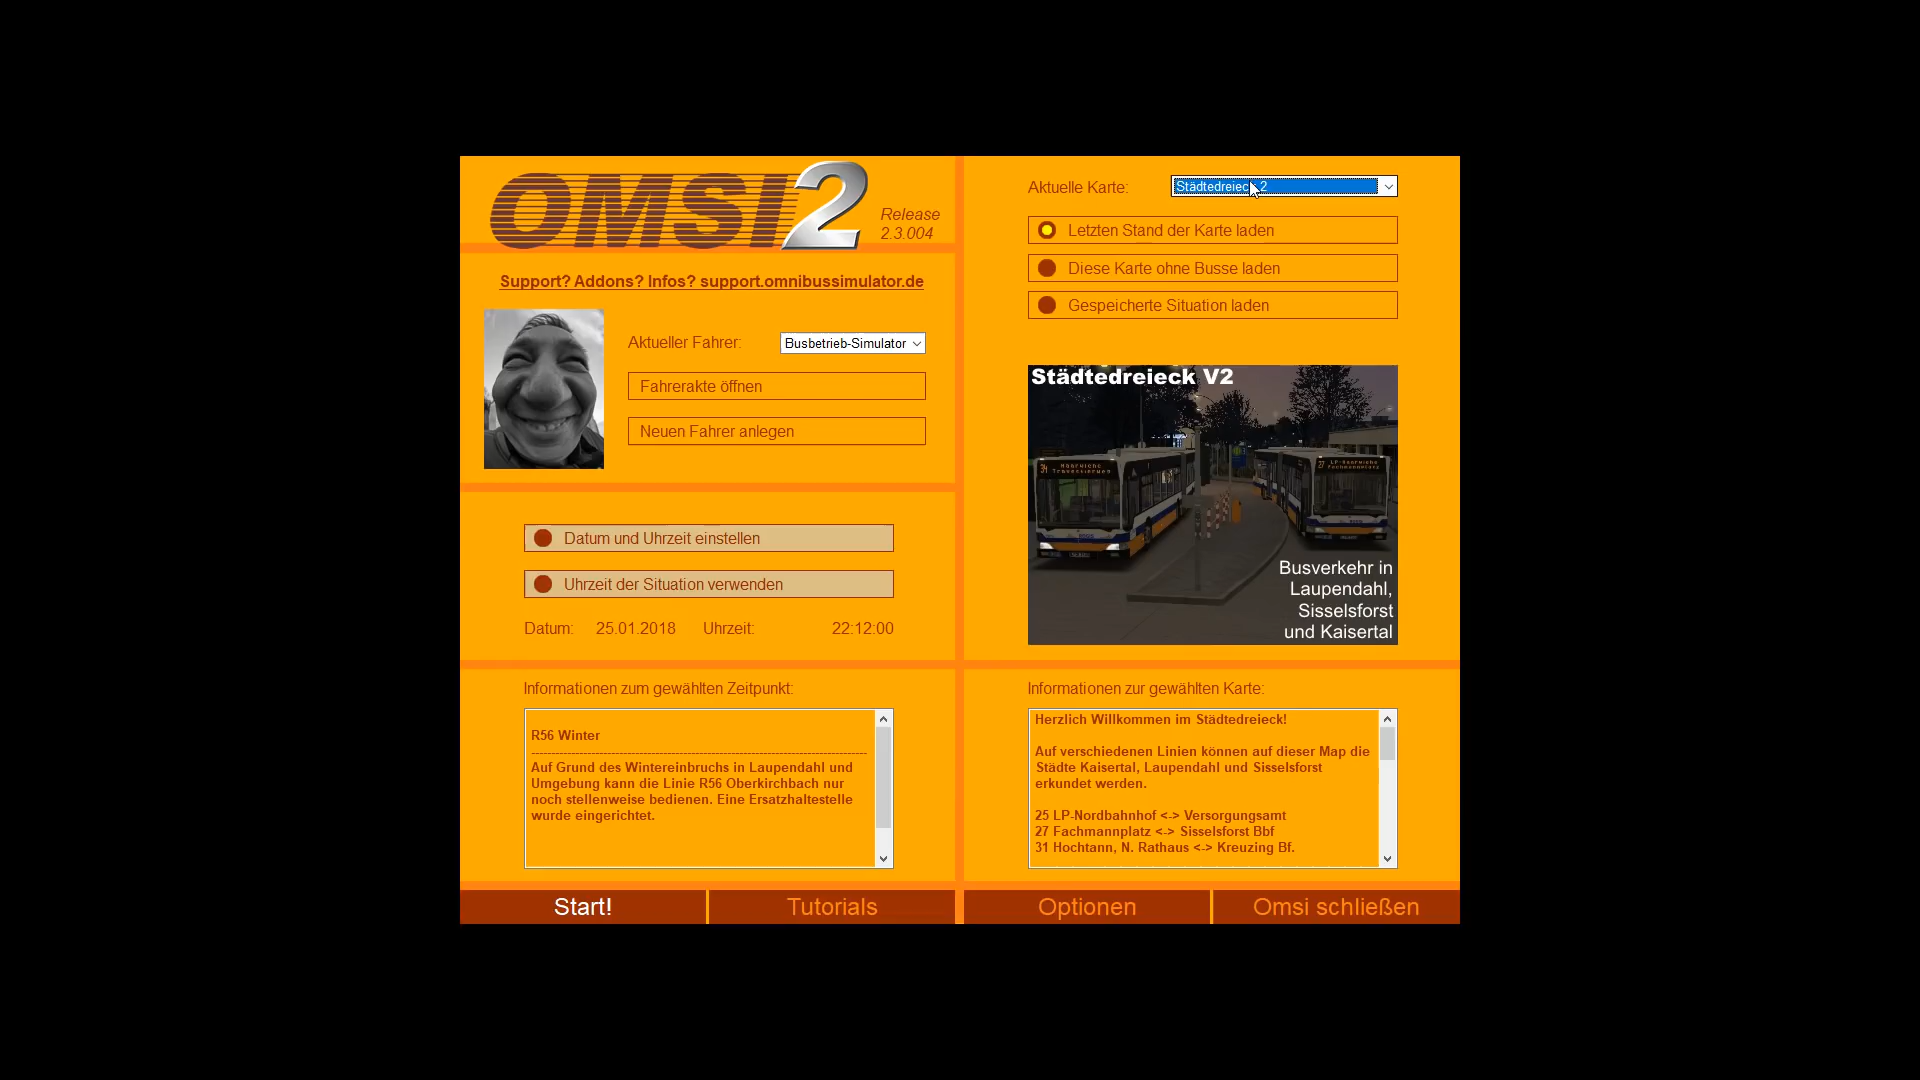 OMSI 2
Release
2.3.004
Support? Addons? Infos? support.omnibussimulator.de
Aktueller Fahrer:
Busbetrieb-Simulator
Fahrerakte öffnen
Neuen Fahrer anlegen
Datum und Uhrzeit einstellen
Uhrzeit der Situation verwenden
Datum: 25.01.2018 Uhrzeit: 22:12:00
Informationen zum gewählten Zeitpunkt:
R56 Winter
Auf Grund des Wintereinbruchs in Laupendahl und
Umgebung kann die Linie R56 Oberkirchbach nur
noch stellenweise bedienen. Eine Ersatzhaltestelle
wurde eingerichtet.
Aktuelle Karte:
Städtedreieck 2
Letzten Stand der Karte laden
Diese Karte ohne Busse laden
Gespeicherte Situation laden
Städtedreieck V2
27
Busverkehr in
Laupendahl,
Sisselsforst
und Kaisertal
Informationen zur gewählten Karte:
Herzlich Willkommen im Städtedreieck!
Auf verschiedenen Linien können auf dieser Map die
Städte Kaisertal, Laupendahl und Sisselsforst
erkundet werden.
25 LP-Nordbahnhof <-> Versorgungsamt
27 Fachmannplatz <-> Sisselsforst Bbf
31 Hochtann, N. Rathaus <-> Kreuzing Bf.
Start!
Tutorials
Optionen
Omsi schließen